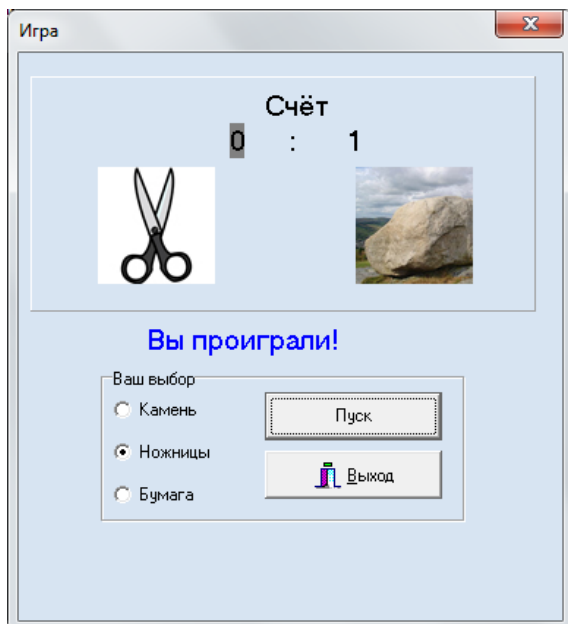 Игра
Счёт
0 : 1
Вы проиграли!
Ваш выбор
Камень
Ножницы
Бумага
Пуск
Выход